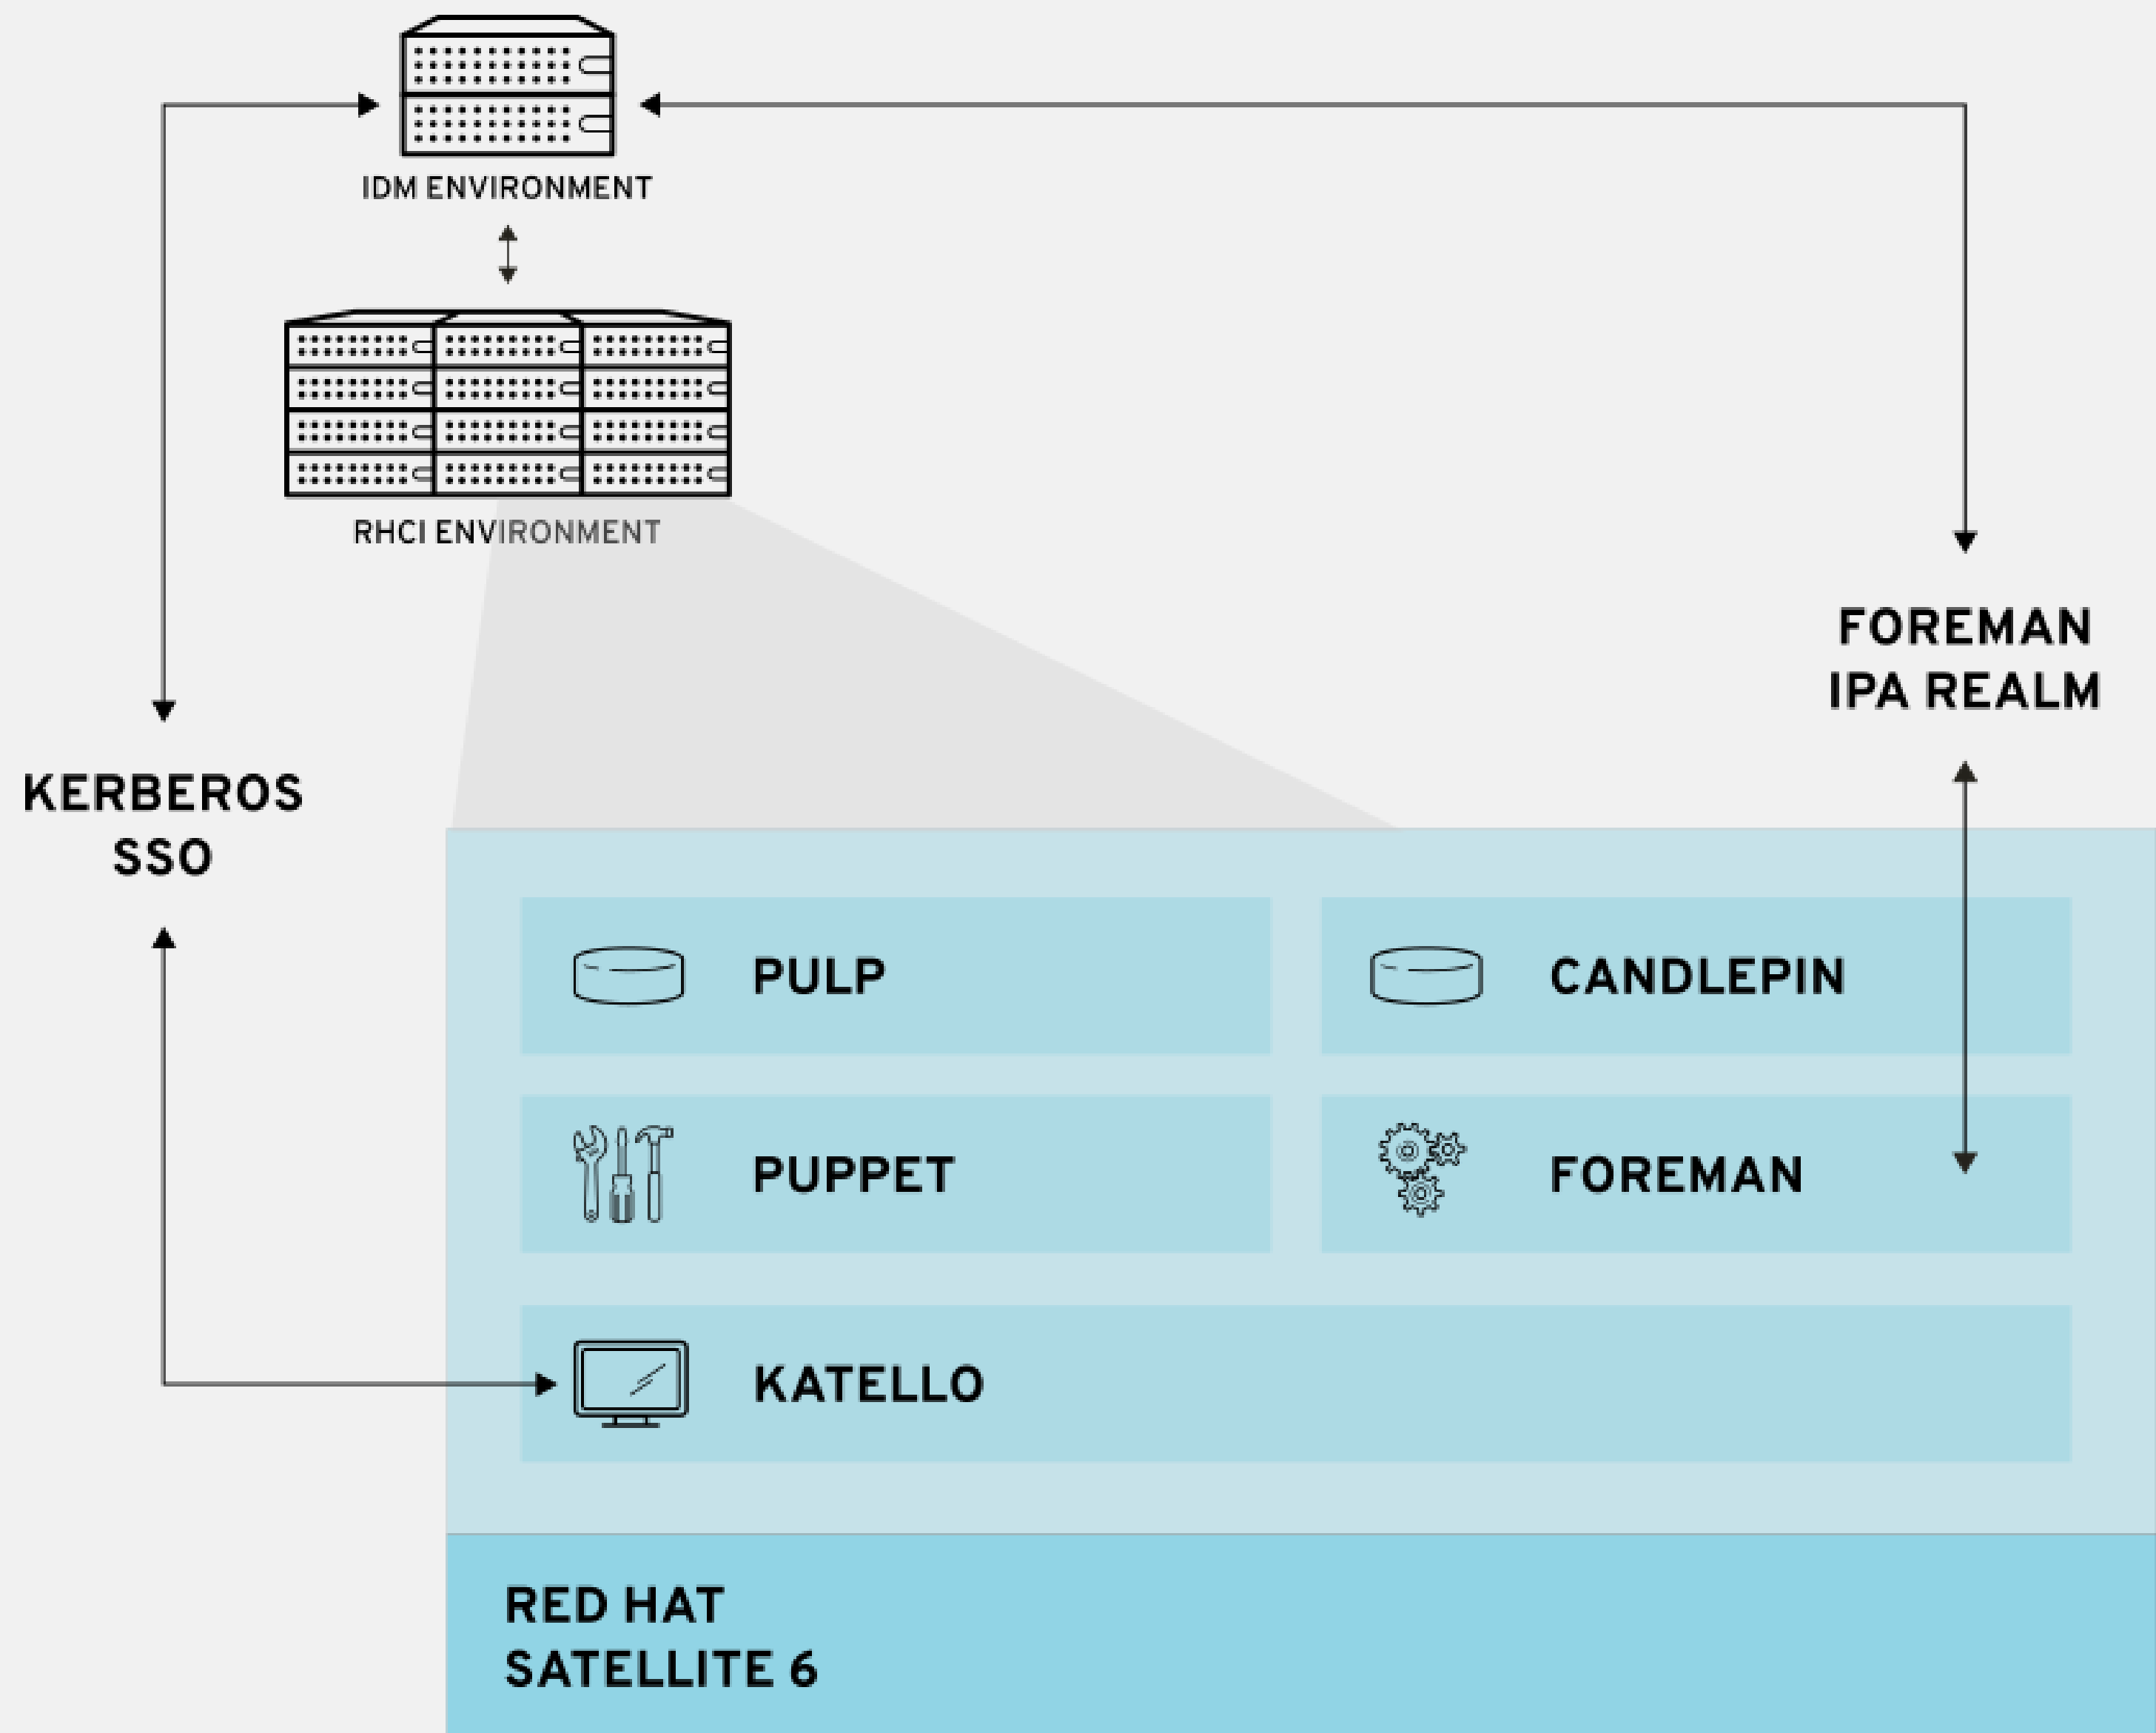 IDM ENVIRONMENT
RHCI ENVIRONMENT
FOREMAN
IPA REALM
KERBEROS
SSO
PULP
CANDLEPIN
PUPPET
FOREMAN
KATELLO
RED HAT
SATELLITE 6